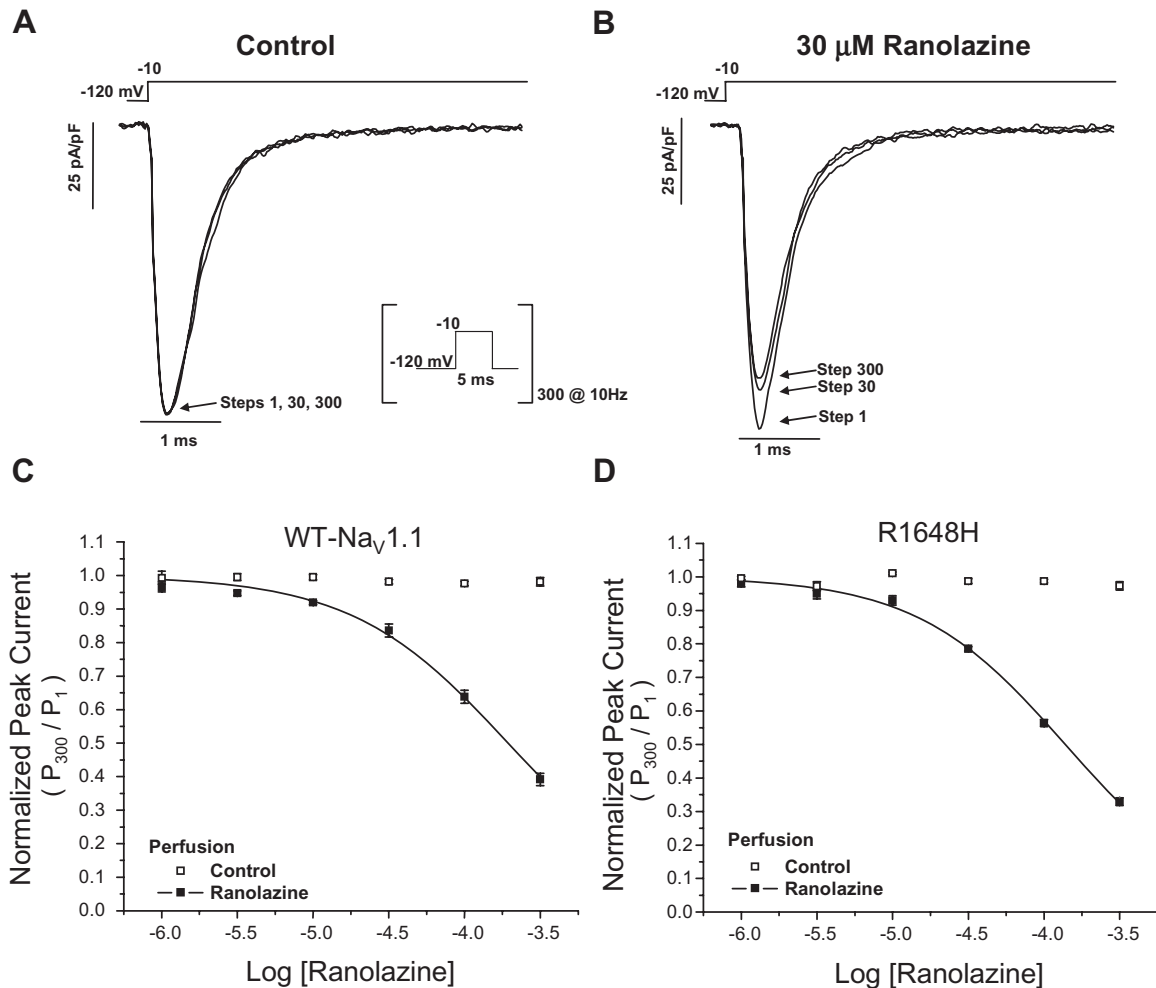 A
Control
-10
-120 mV
25 pA/pF
Steps 1, 30, 300
1 ms
-10
-120 mV
5 ms
300 @ 10Hz
B
30 μM Ranolazine
-10
-120 mV
25 pA/pF
Step 300
Step 30
Step 1
1 ms
C
WT-NaV1.1
Normalized Peak Current
( P300 / P1 )
1.1
1.0
0.9
0.8
0.7
0.6
0.5
0.4
0.3
0.2
0.1
0.0
Perfusion
Control
Ranolazine
-6.0 -5.5 -5.0 -4.5 -4.0 -3.5
Log [Ranolazine]
D
R1648H
Normalized Peak Current
( P300 / P1 )
1.1
1.0
0.9
0.8
0.7
0.6
0.5
0.4
0.3
0.2
0.1
0.0
Perfusion
Control
Ranolazine
-6.0 -5.5 -5.0 -4.5 -4.0 -3.5
Log [Ranolazine]